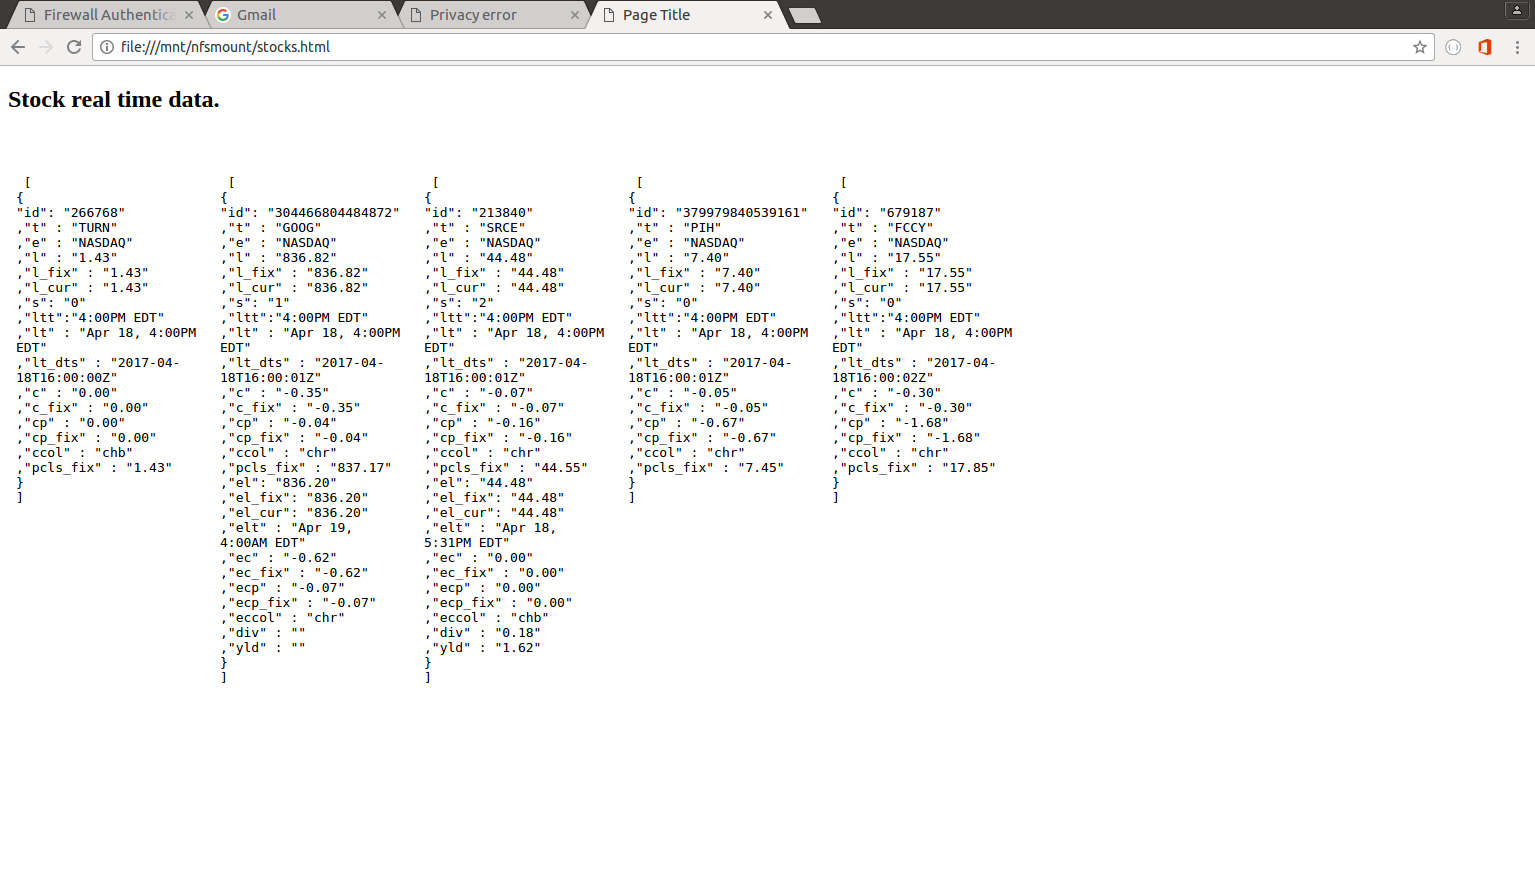 Firewall Authentica
Gmail
Privacy error
Page Title
file:///mnt/nfsmount/stocks.html
Stock real time data.
[
{
"id": "266768"
,"t" : "TURN"
,"e" : "NASDAQ"
,"l" : "1.43"
,"l_fix" : "1.43"
,"l_cur" : "1.43"
,"s": "0"
,"ltt":"4:00PM EDT"
,"lt" : "Apr 18, 4:00PM
EDT"
,"lt_dts" : "2017-04-
18T16:00:00Z"
,"c" : "0.00"
,"c_fix" : "0.00"
,"cp" : "0.00"
,"cp_fix" : "0.00"
,"ccol" : "chb"
,"pcls_fix" : "1.43"
}
]
[
{
"id": "304466804484872"
,"t" : "GOOG"
,"e" : "NASDAQ"
,"l" : "836.82"
,"l_fix" : "836.82"
,"l_cur" : "836.82"
,"s": "1"
,"ltt":"4:00PM EDT"
,"lt" : "Apr 18, 4:00PM
EDT"
,"lt_dts" : "2017-04-
18T16:00:01Z"
,"c" : "-0.35"
,"c_fix" : "-0.35"
,"cp" : "-0.04"
,"cp_fix" : "-0.04"
,"ccol" : "chr"
,"pcls_fix" : "837.17"
,"el": "836.20"
,"el_fix": "836.20"
,"el_cur": "836.20"
,"elt" : "Apr 19,
4:00AM EDT"
,"ec" : "-0.62"
,"ec_fix" : "-0.62"
,"ecp" : "-0.07"
,"ecp_fix" : "-0.07"
,"eccol" : "chr"
,"div" : ""
,"yld" : ""
}
]
[
{
"id": "213840"
,"t" : "SRCE"
,"e" : "NASDAQ"
,"l" : "44.48"
,"l_fix" : "44.48"
,"l_cur" : "44.48"
,"s": "2"
,"ltt":"4:00PM EDT"
,"lt" : "Apr 18, 4:00PM
EDT"
,"lt_dts" : "2017-04-
18T16:00:01Z"
,"c" : "-0.07"
,"c_fix" : "-0.07"
,"cp" : "-0.16"
,"cp_fix" : "-0.16"
,"ccol" : "chr"
,"pcls_fix" : "44.55"
,"el": "44.48"
,"el_fix": "44.48"
,"el_cur": "44.48"
,"elt" : "Apr 18,
5:31PM EDT"
,"ec" : "0.00"
,"ec_fix" : "0.00"
,"ecp" : "0.00"
,"ecp_fix" : "0.00"
,"eccol" : "chb"
,"div" : "0.18"
,"yld" : "1.62"
}
]
[
{
"id": "379979840539161"
,"t" : "PIH"
,"e" : "NASDAQ"
,"l" : "7.40"
,"l_fix" : "7.40"
,"l_cur" : "7.40"
,"s": "0"
,"ltt":"4:00PM EDT"
,"lt" : "Apr 18, 4:00PM
EDT"
,"lt_dts" : "2017-04-
18T16:00:01Z"
,"c" : "-0.05"
,"c_fix" : "-0.05"
,"cp" : "-0.67"
,"cp_fix" : "-0.67"
,"ccol" : "chr"
,"pcls_fix" : "7.45"
}
]
[
{
"id": "679187"
,"t" : "FCCY"
,"e" : "NASDAQ"
,"l" : "17.55"
,"l_fix" : "17.55"
,"l_cur" : "17.55"
,"s": "0"
,"ltt":"4:00PM EDT"
,"lt" : "Apr 18, 4:00PM
EDT"
,"lt_dts" : "2017-04-
18T16:00:02Z"
,"c" : "-0.30"
,"c_fix" : "-0.30"
,"cp" : "-1.68"
,"cp_fix" : "-1.68"
,"ccol" : "chr"
,"pcls_fix" : "17.85"
}
]